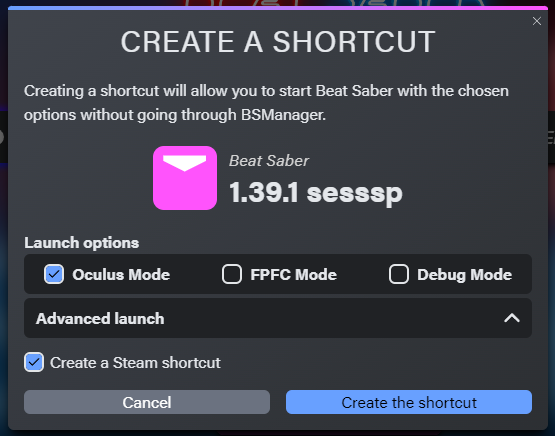 CREATE A SHORTCUT
Creating a shortcut will allow you to start Beat Saber with the chosen
options without going through BSManager.
Beat Saber
1.39.1 sesssp
Launch options
Oculus Mode
FPFC Mode
Debug Mode
Advanced launch
Create a Steam shortcut
Cancel
Create the shortcut